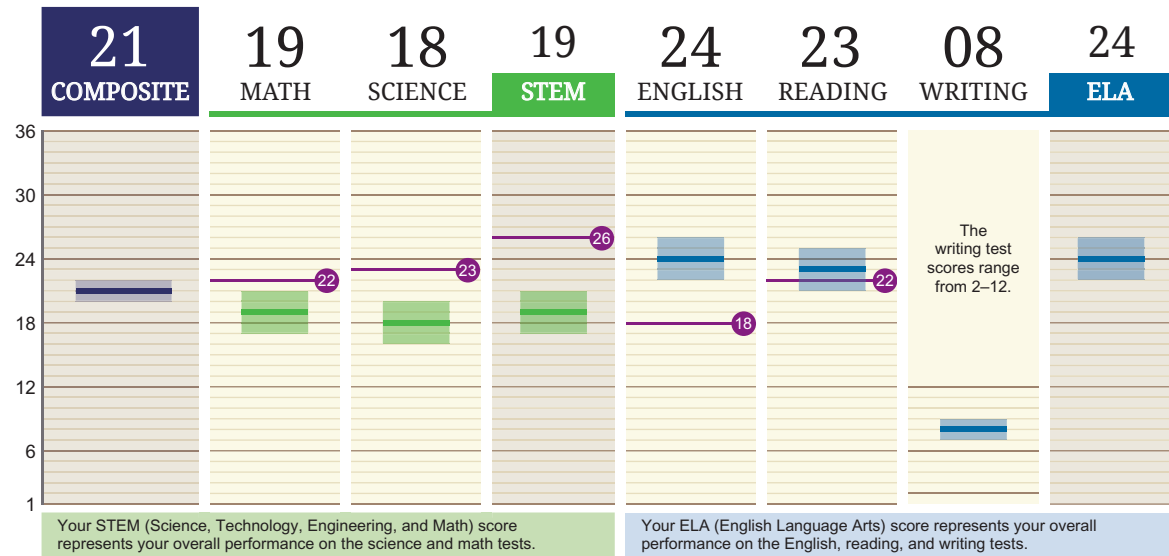 21 19 18 19 24 23 08 24
COMPOSITE MATH SCIENCE STEM ENGLISH READING WRITING ELA
36
30
24
18
12
6
1
22
23
26
18
22
The
writing test
scores range
from 2–12.
Your STEM (Science, Technology, Engineering, and Math) score
represents your overall performance on the science and math tests.
Your ELA (English Language Arts) score represents your overall
performance on the English, reading, and writing tests.